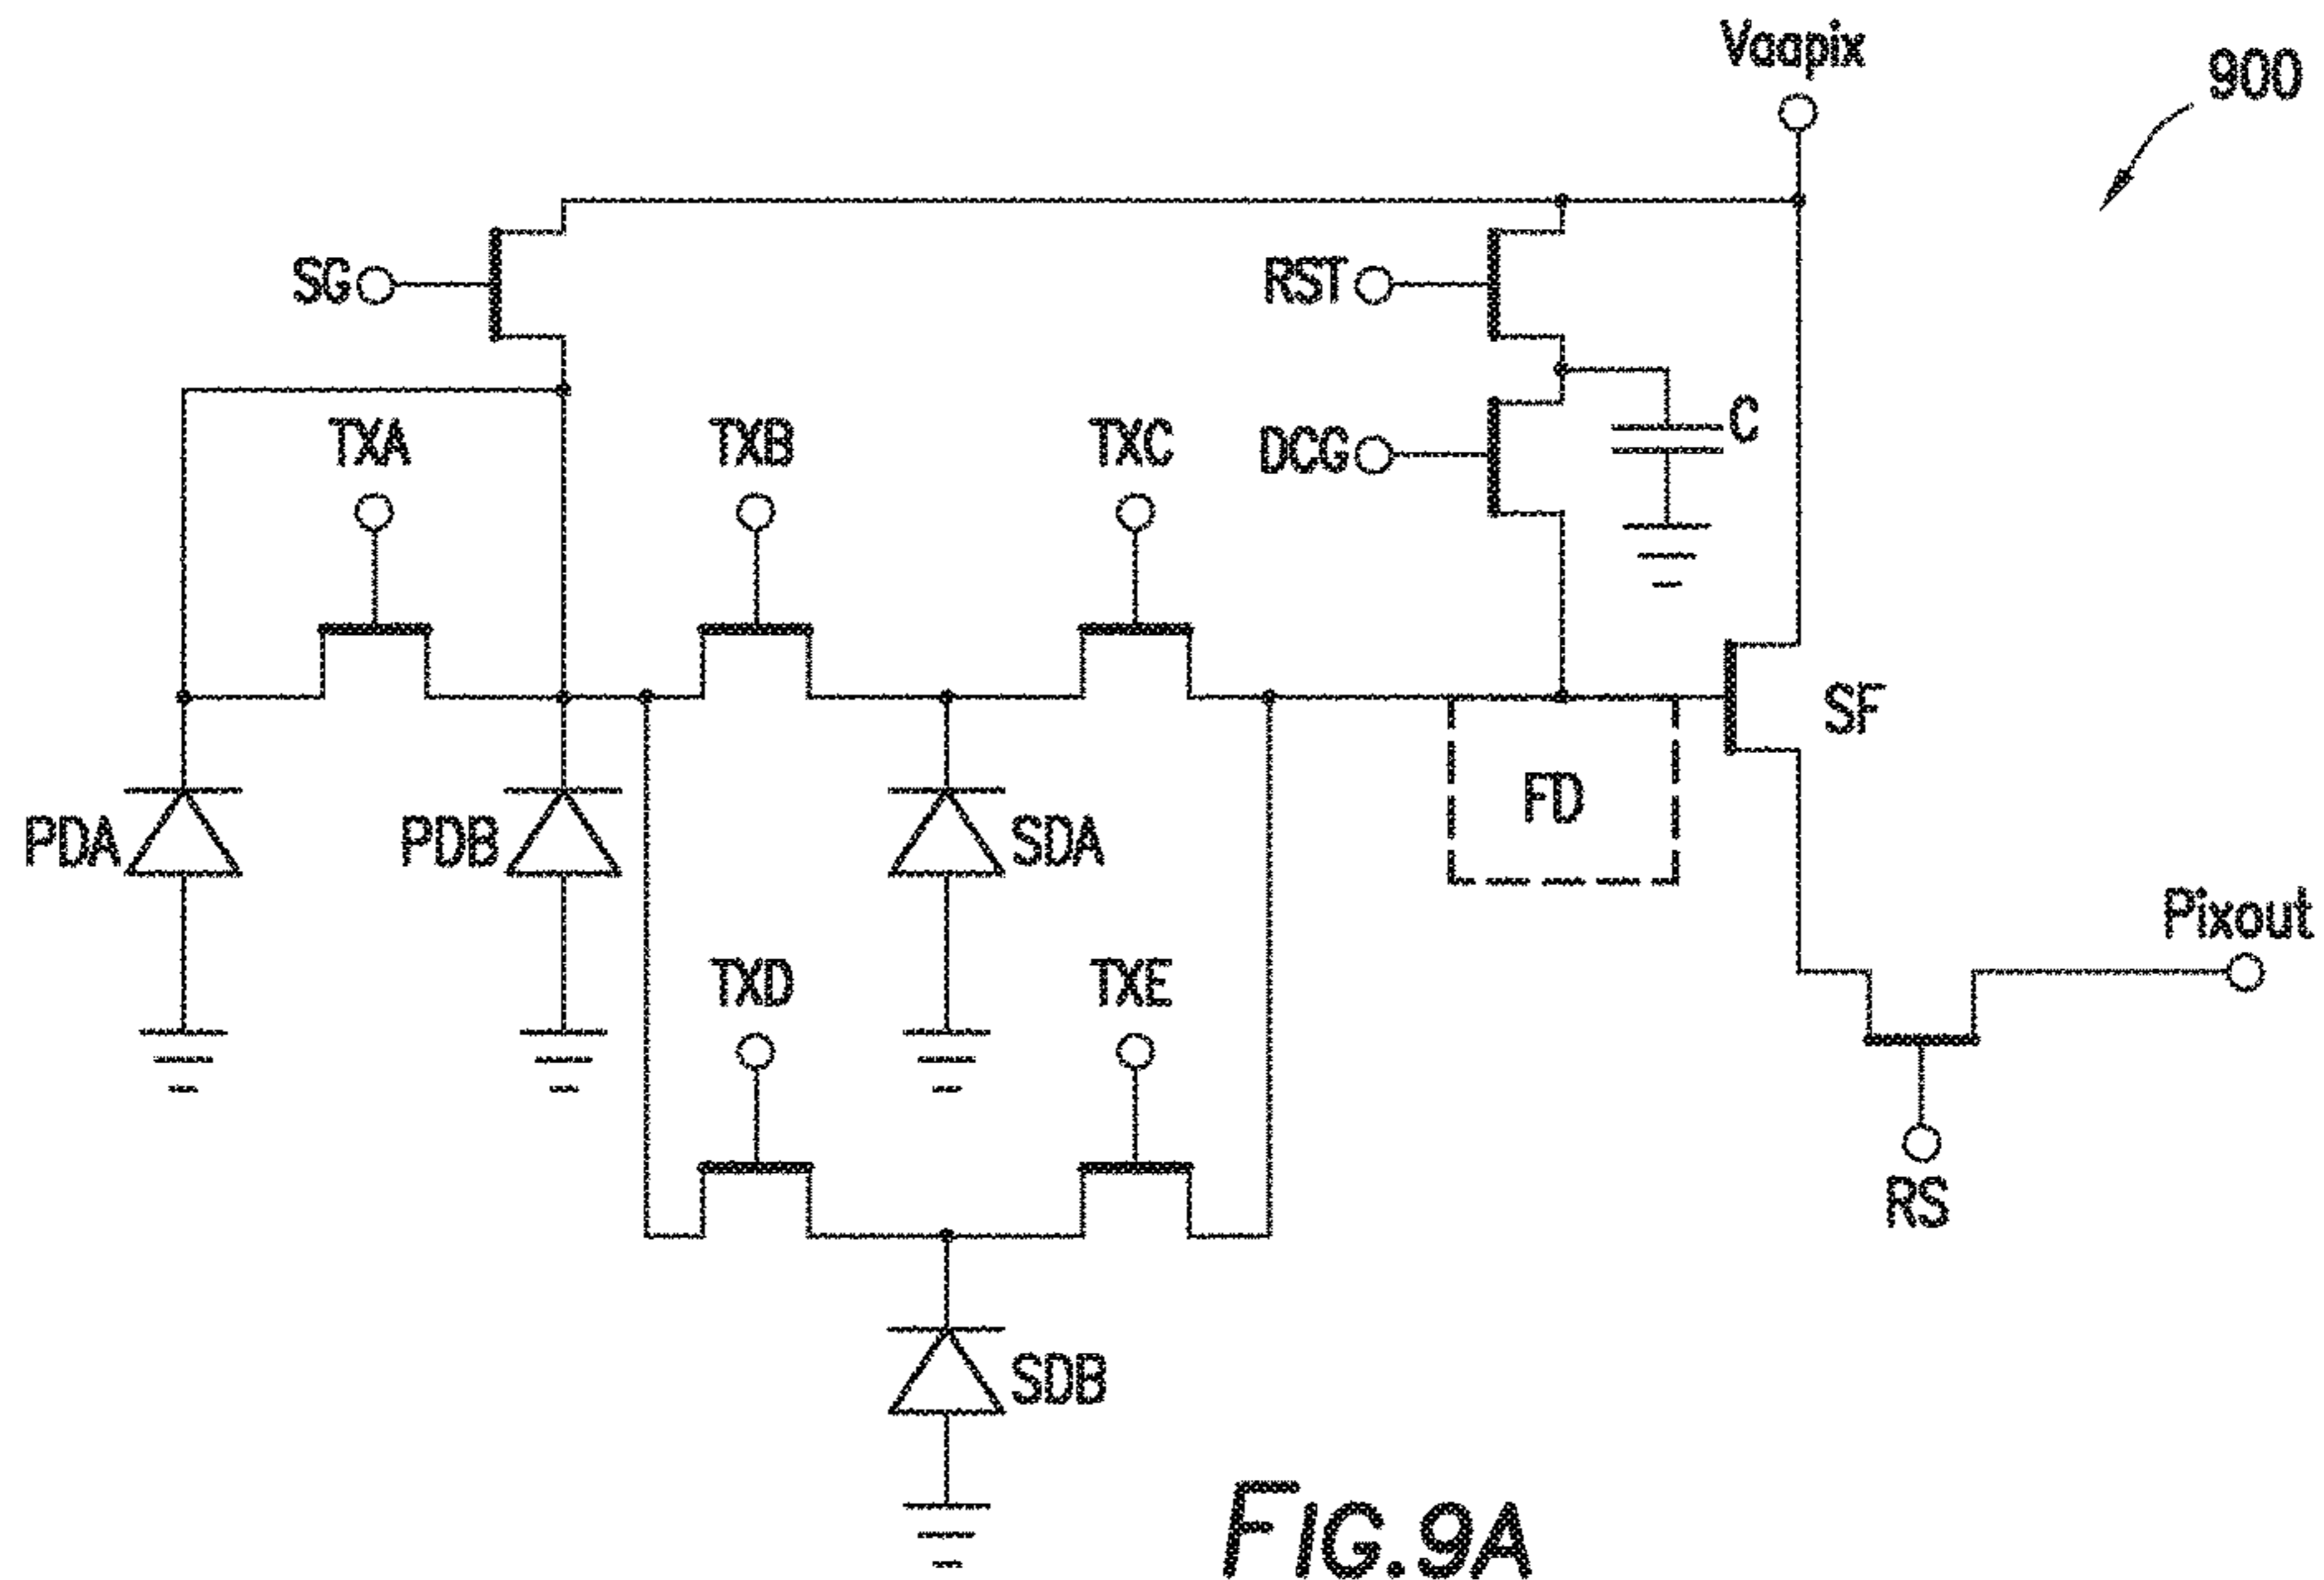 Vaapix
900
SG
RST
TXA
TXB
TXC
DCG
C
SF
FD
PDA
PDB
SDA
Pixout
TXD
TXE
RS
SDB
FIG.9A